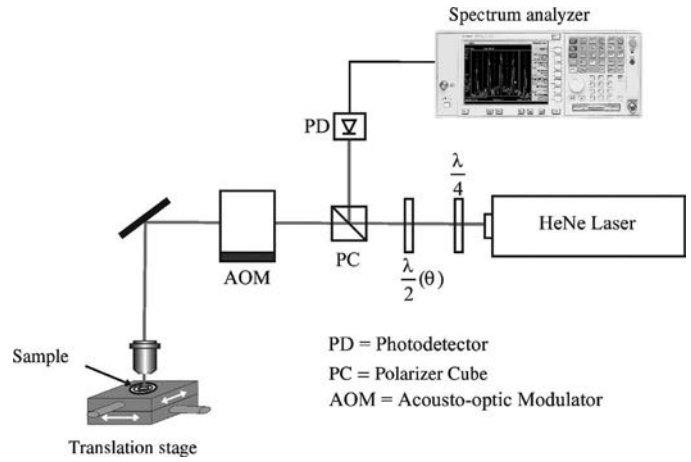 Spectrum analyzer
PD
λ/4
HeNe Laser
AOM
PC
λ/2 (θ)
Sample
PD = Photodetector
PC = Polarizer Cube
AOM = Acousto-optic Modulator
Translation stage